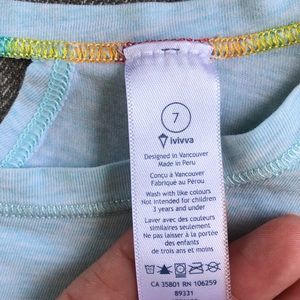 7
ivivva
Designed in Vancouver
Made in Peru
Conçu à Vancouver
Fabriqué au Pérou
Wash with like colours
Not intended for children
3 years and under
Laver avec des couleurs
similaires seulement
Ne pas laisser à la portée
des enfants
de trois ans et moins
CA 35801 RN 106259
89331